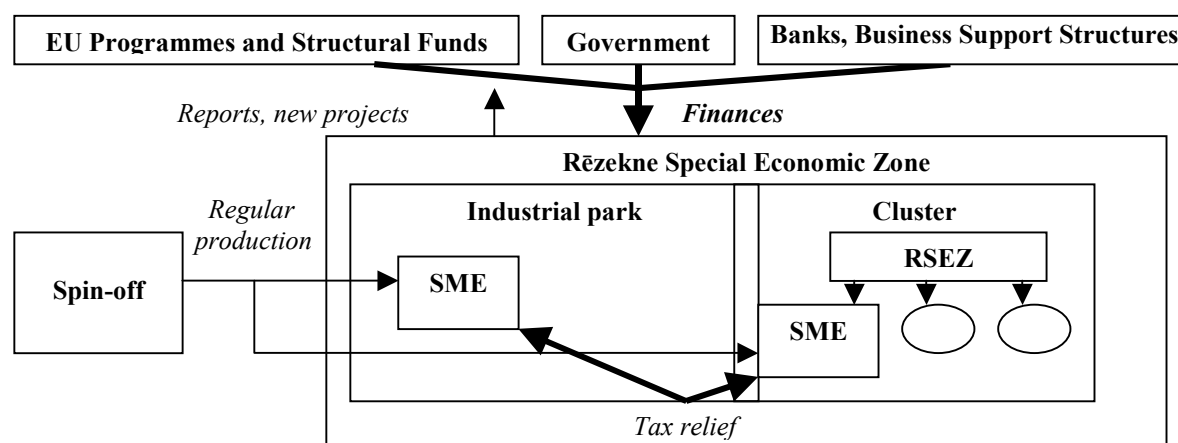 EU Programmes and Structural Funds
Government
Banks, Business Support Structures
Reports, new projects
Finances
Rēzekne Special Economic Zone
Regular
production
Industrial park
Cluster
Spin-off
SME
RSEZ
SME
Tax relief